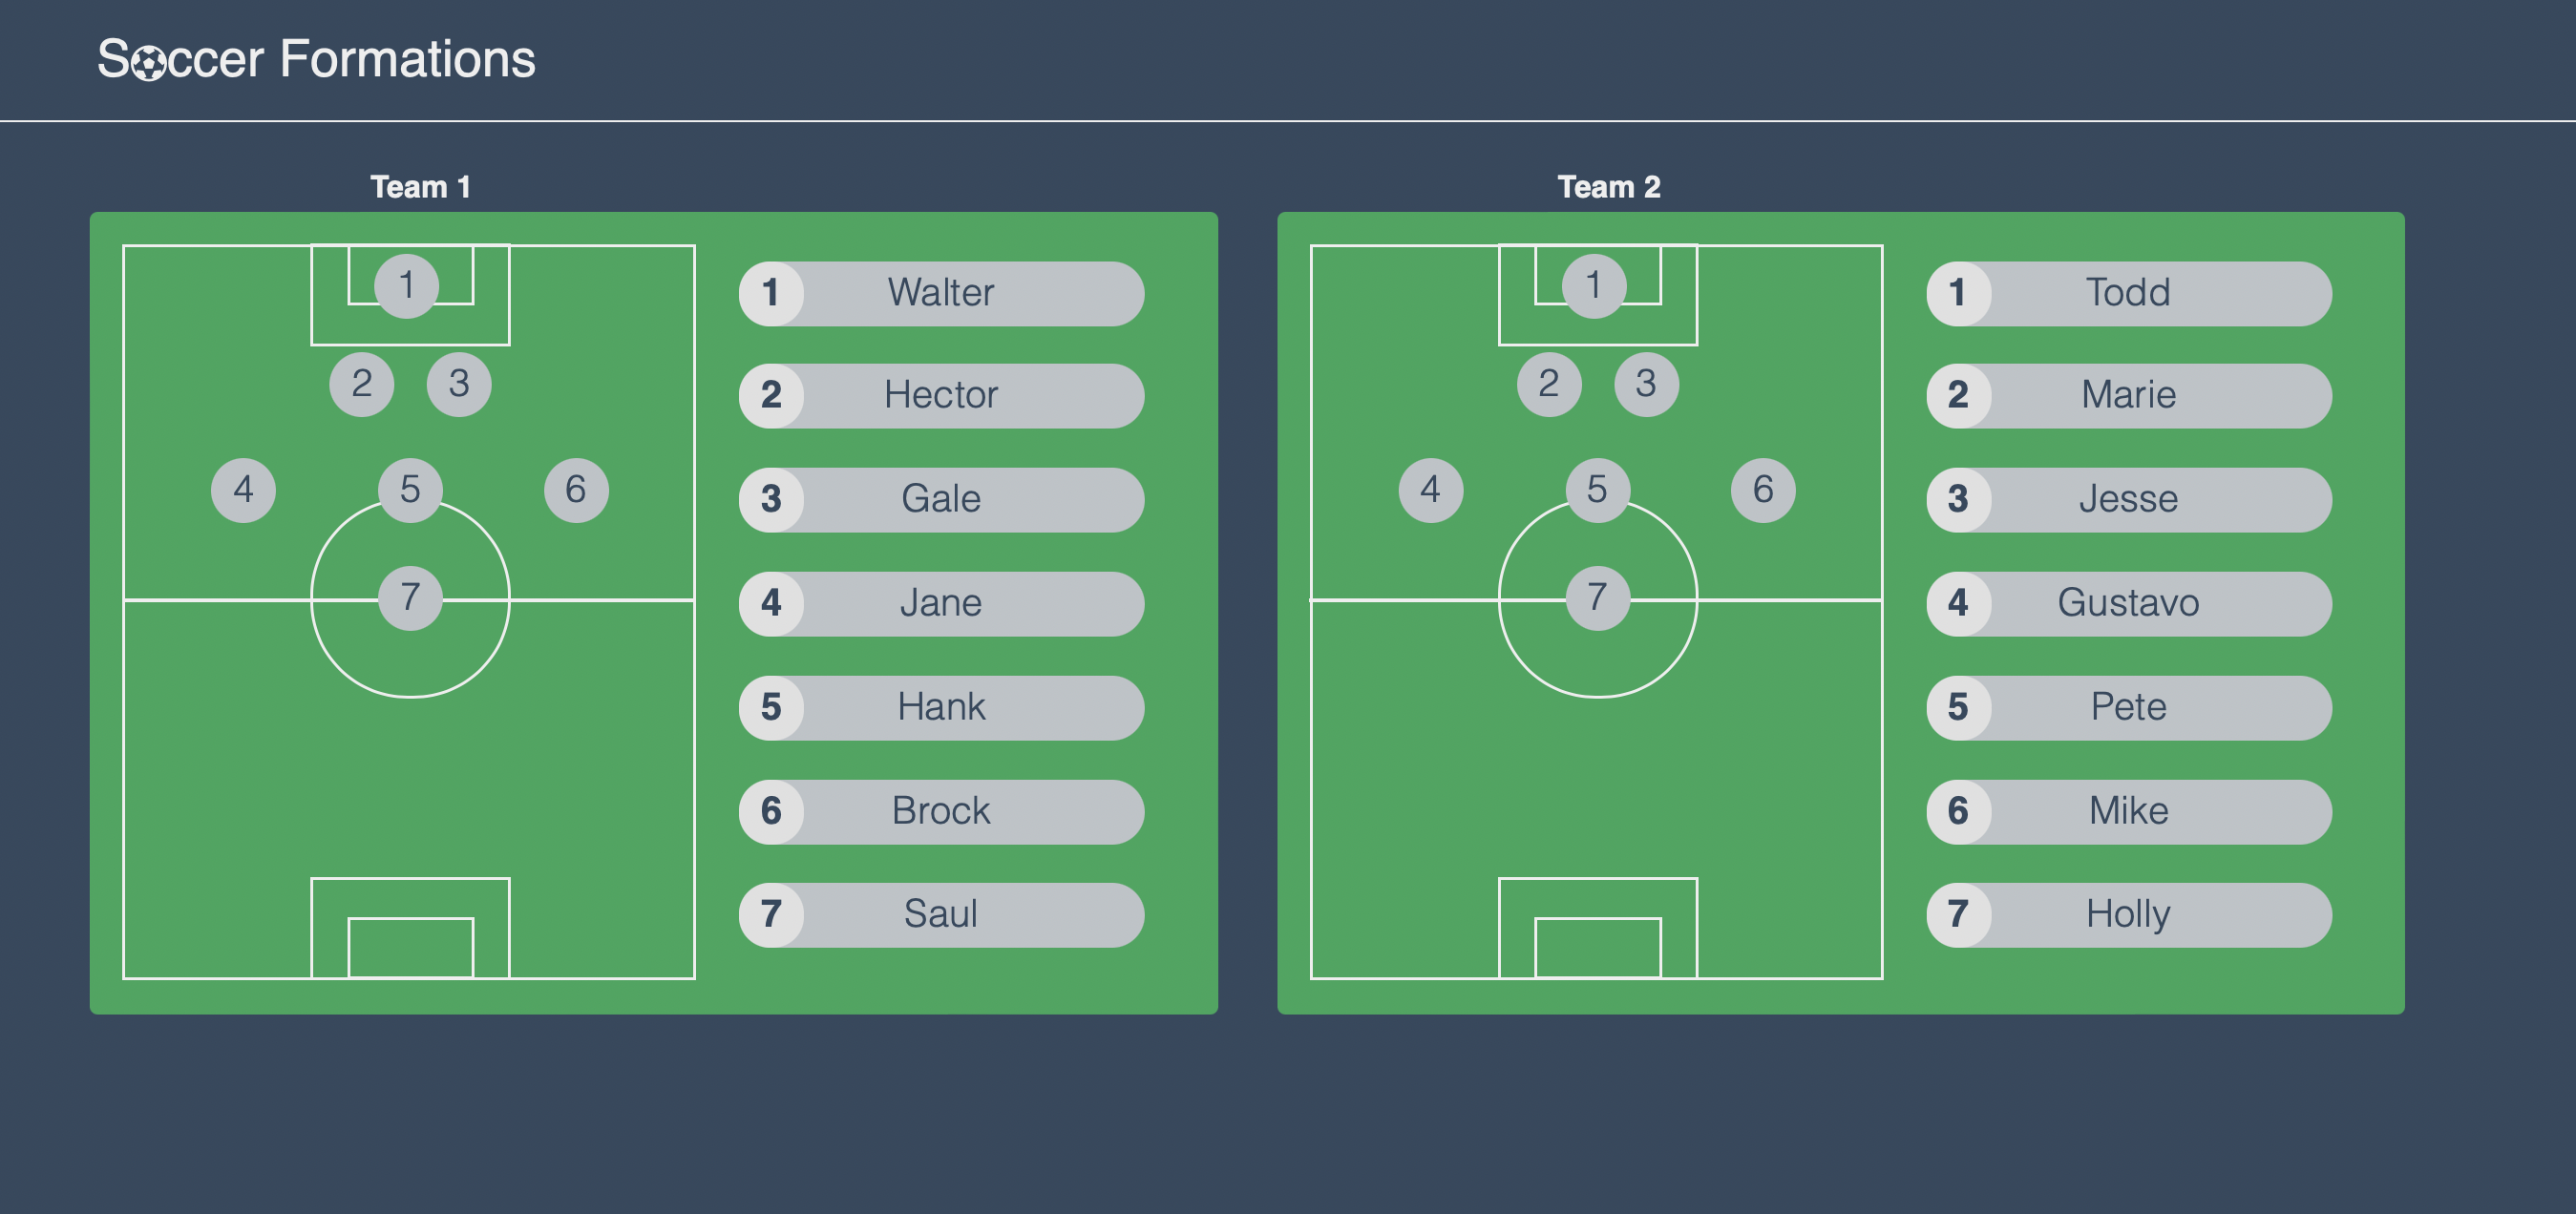 Soccer Formations
Team 1
1
2 3
4 5 6
7
1 Walter
2 Hector
3 Gale
4 Jane
5 Hank
6 Brock
7 Saul
Team 2
1
2 3
4 5 6
7
1 Todd
2 Marie
3 Jesse
4 Gustavo
5 Pete
6 Mike
7 Holly